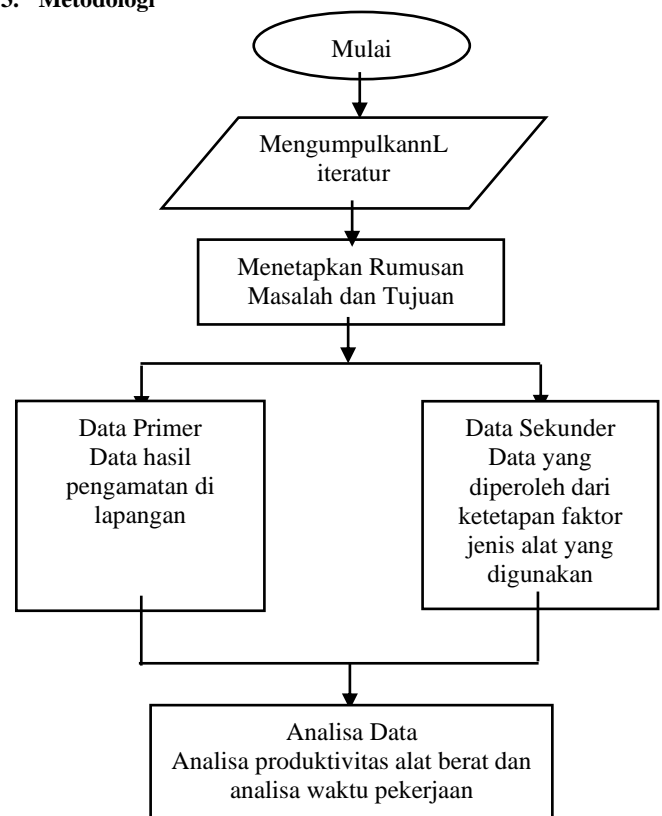 3. Metodologi
Mulai
MengumpulkannL
iteratur
Menetapkan Rumusan
Masalah dan Tujuan
Data Primer
Data hasil
pengamatan di
lapangan
Data Sekunder
Data yang
diperoleh dari
ketetapan faktor
jenis alat yang
digunakan
Analisa Data
Analisa produktivitas alat berat dan
analisa waktu pekerjaan